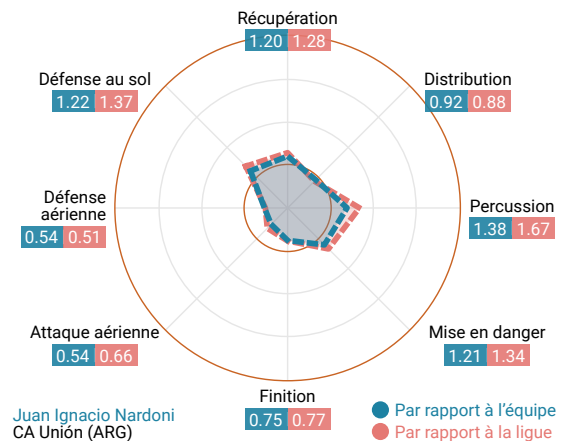 Récupération
1.20 1.28
Défense au sol
1.22 1.37
Distribution
0.92 0.88
Défense
aérienne
0.54 0.51
Percussion
1.38 1.67
Attaque aérienne
0.54 0.66
Mise en danger
1.21 1.34
Finition
0.75 0.77
Juan Ignacio Nardoni
CA Unión (ARG)
Par rapport à l'équipe
Par rapport à la ligue